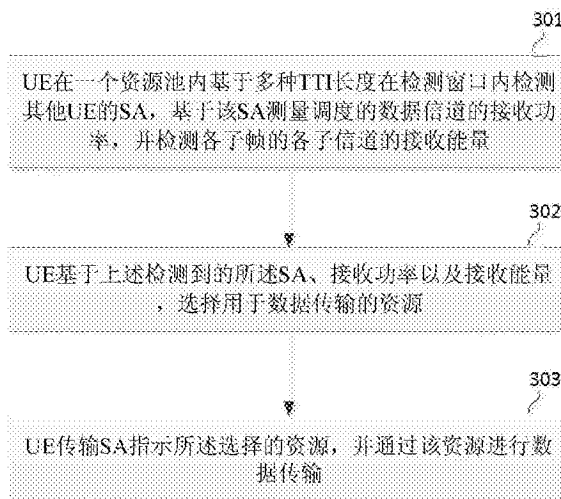 301
UE在一个资源池内基于多种TTI长度在检测窗口内检测
其他UE的SA，基于该SA测量调度的数据信道的接收功
率，并检测各子帧的各子信道的接收能量
302
UE基于上述检测到的所述SA、接收功率以及接收能量
，选择用于数据传输的资源
303
UE传输SA指示所述选择的资源，并通过该资源进行数
据传输